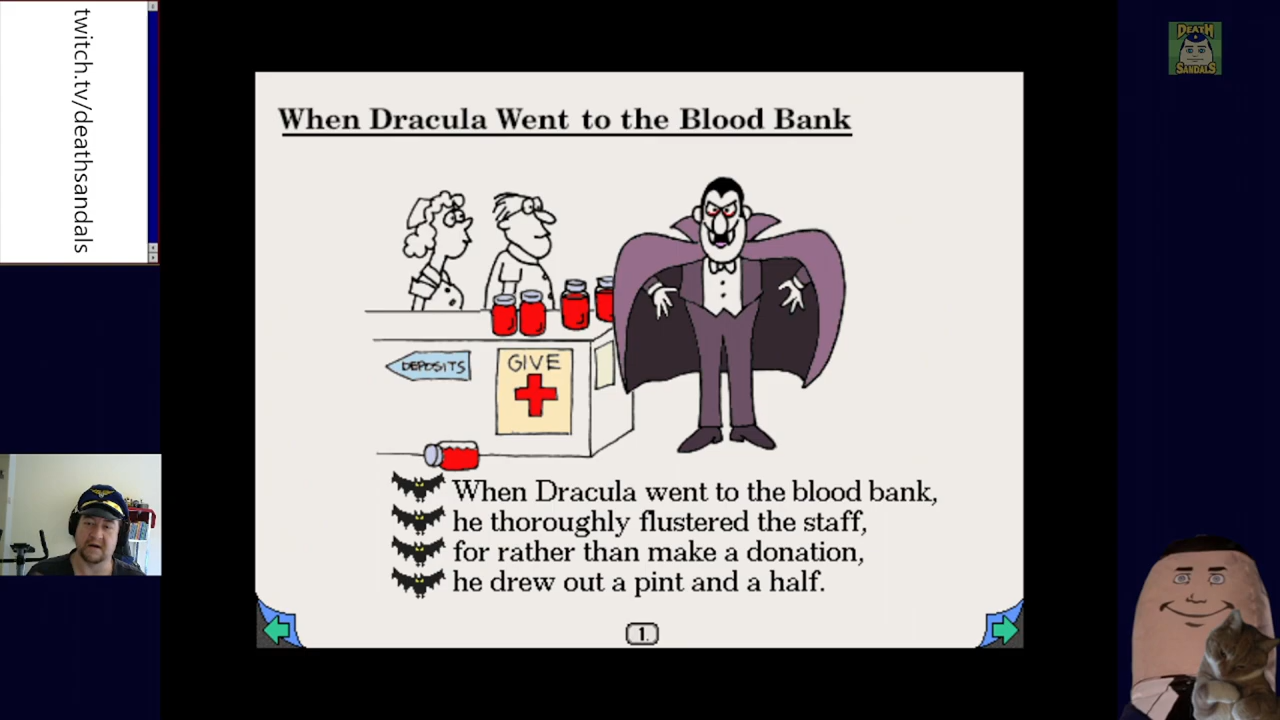 twitch.tv/deathsandals
DEATH
SANDALS
When Dracula Went to the Blood Bank
DEPOSITS
GIVE
When Dracula went to the blood bank,
he thoroughly flustered the staff,
for rather than make a donation,
he drew out a pint and a half.
1.